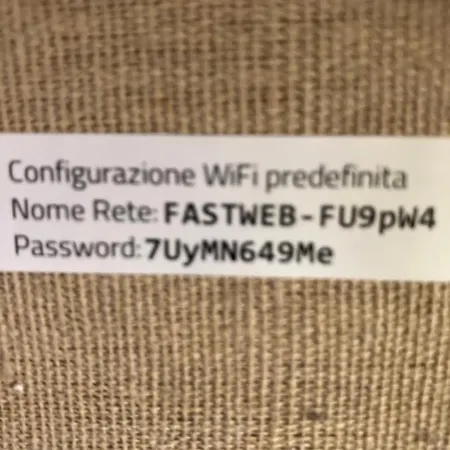 Configurazione WiFi predefinita
Nome Rete: FASTWEB-FU9pW4
Password: 7UyMN649Me